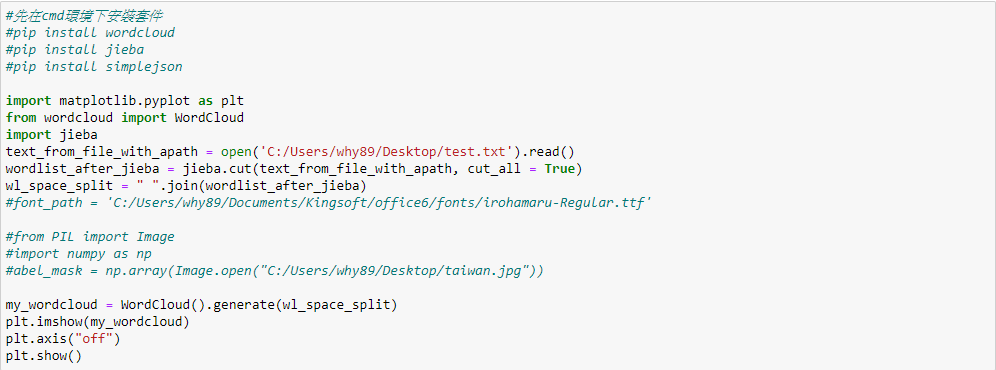 #先在cmd環境下安裝套件
#pip install wordcloud
#pip install jieba
#pip install simplejson
import matplotlib.pyplot as plt
from wordcloud import WordCloud
import jieba
text_from_file_with_apath = open('C:/Users/why89/Desktop/test.txt').read()
wordlist_after_jieba = jieba.cut(text_from_file_with_apath, cut_all = True)
wl_space_split = " ".join(wordlist_after_jieba)
#font_path = 'C:/Users/why89/Documents/Kingsoft/office6/fonts/irohamaru-Regular.ttf'
#from PIL import Image
#import numpy as np
#abel_mask = np.array(Image.open("C:/Users/why89/Desktop/taiwan.jpg"))
my_wordcloud = WordCloud().generate(wl_space_split)
plt.imshow(my_wordcloud)
plt.axis("off")
plt.show()